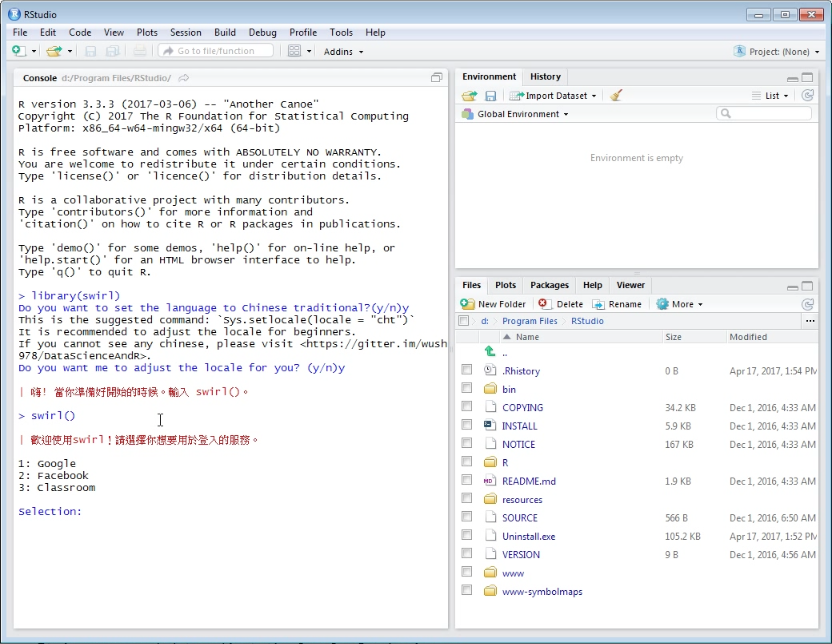 RStudio
File Edit Code View Plots Session Build Debug Profile Tools Help
Go to file/function Addins Project: (None)
Console d:/Program Files/RStudio/
R version 3.3.3 (2017-03-06) -- "Another Canoe"
Copyright (C) 2017 The R Foundation for Statistical Computing
Platform: x86_64-w64-mingw32/x64 (64-bit)
R is free software and comes with ABSOLUTELY NO WARRANTY.
You are welcome to redistribute it under certain conditions.
Type 'license()' or 'licence()' for distribution details.
R is a collaborative project with many contributors.
Type 'contributors()' for more information and
'citation()' on how to cite R or R packages in publications.
Type 'demo()' for some demos, 'help()' for on-line help, or
'help.start()' for an HTML browser interface to help.
Type 'q()' to quit R.
> library(swirl)
Do you want to set the language to Chinese traditional?(y/n)y
This is the suggested command: `Sys.setlocale(locale = "cht")`
It is recommended to adjust the locale for beginners.
If you cannot see any chinese, please visit <https://gitter.im/wush
978/DataScienceAndR>.
Do you want me to adjust the locale for you? (y/n)y
| 嗨! 當你準備好開始的時候。輸入 swirl()。
> swirl()
| 歡迎使用swirl！請選擇你想要用於登入的服務。
1: Google
2: Facebook
3: Classroom
Selection:
Environment History
Import Dataset List
Global Environment
Environment is empty
Files Plots Packages Help Viewer
New Folder Delete Rename More
d: Program Files RStudio ...
Name Size Modified
..
.Rhistory 0 B Apr 17, 2017, 1:54 PM
bin
COPYING 34.2 KB Dec 1, 2016, 4:33 AM
INSTALL 5.9 KB Dec 1, 2016, 4:33 AM
NOTICE 167 KB Dec 1, 2016, 4:33 AM
R
README.md 1.9 KB Dec 1, 2016, 4:33 AM
resources
SOURCE 566 B Dec 1, 2016, 6:50 AM
Uninstall.exe 105.2 KB Apr 17, 2017, 1:52 PM
VERSION 9 B Dec 1, 2016, 4:56 AM
www
www-symbolmaps